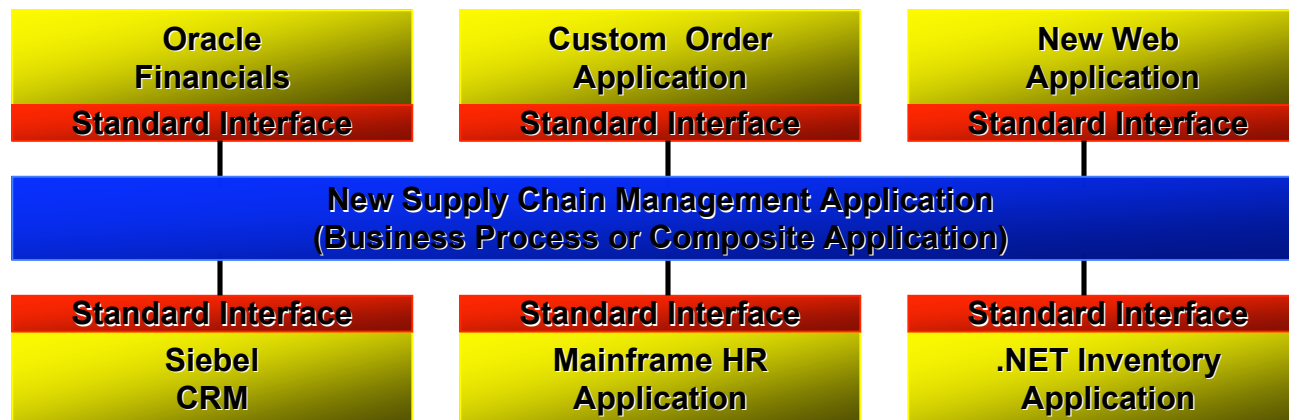 Oracle
Financials
Custom Order
Application
New Web
Application
Standard Interface
Standard Interface
Standard Interface
New Supply Chain Management Application
(Business Process or Composite Application)
Standard Interface
Standard Interface
Standard Interface
Siebel
CRM
Mainframe HR
Application
.NET Inventory
Application